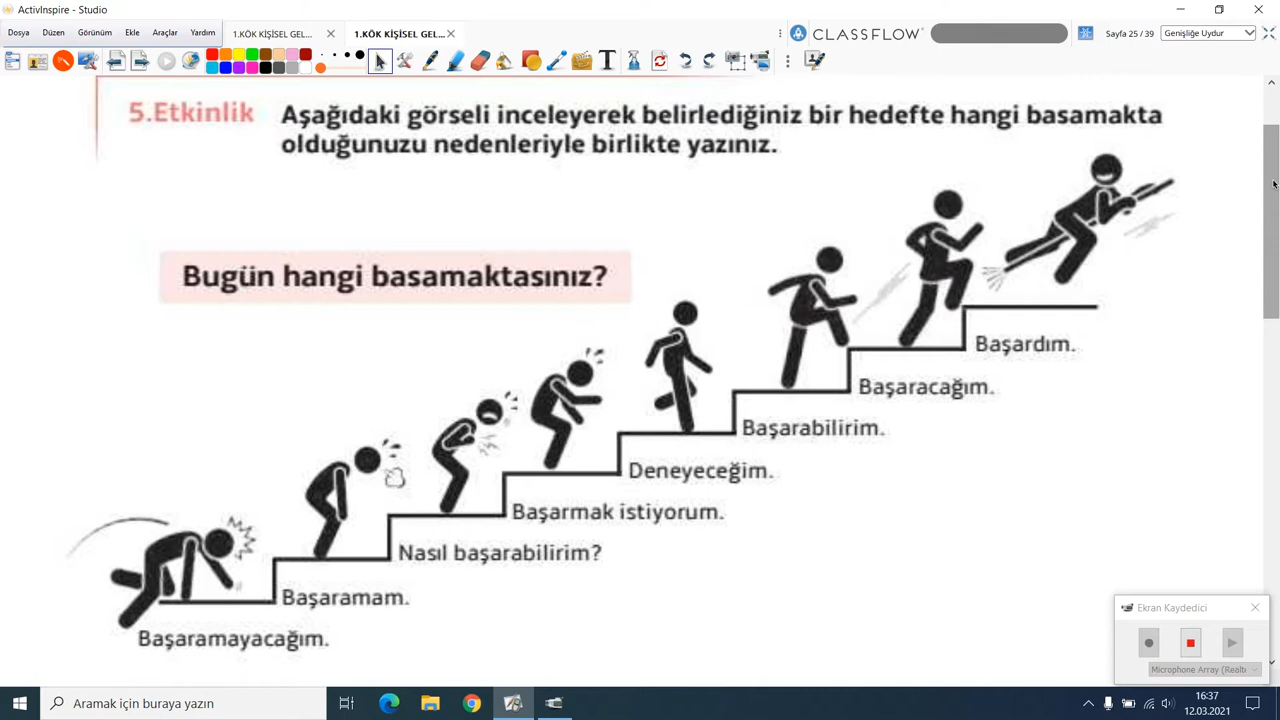 ActivInspire - Studio
Dosya Düzen Görünüm Ekle Araçlar Yardım
1.KÖK KİŞİSEL GEL...
1.KÖK KİŞİSEL GEL...
CLASSFLOW
Sayfa 25 / 39
Genişliğe Uydur
5.Etkinlik Aşağıdaki görseli inceleyerek belirlediğiniz bir hedefte hangi basamakta
olduğunuzu nedenleriyle birlikte yazınız.
Bugün hangi basamaktasınız?
Başardım.
Başaracağım.
Başarabilirim.
Deneyeceğim.
Başarmak istiyorum.
Nasıl başarabilirim?
Başaramam.
Başaramayacağım.
Ekran Kaydedici
Microphone Array (Realt
Aramak için buraya yazın
16:37
12.03.2021